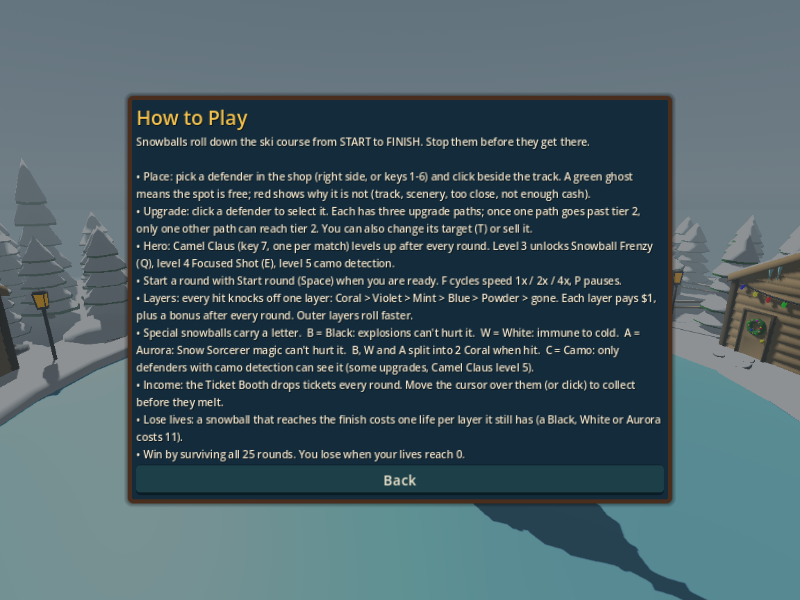 How to Play
Snowballs roll down the ski course from START to FINISH. Stop them before they get there.
• Place: pick a defender in the shop (right side, or keys 1-6) and click beside the track. A green ghost
means the spot is free; red shows why it is not (track, scenery, too close, not enough cash).
• Upgrade: click a defender to select it. Each has three upgrade paths; once one path goes past tier 2,
only one other path can reach tier 2. You can also change its target (T) or sell it.
• Hero: Camel Claus (key 7, one per match) levels up after every round. Level 3 unlocks Snowball Frenzy
(Q), level 4 Focused Shot (E), level 5 camo detection.
• Start a round with Start round (Space) when you are ready. F cycles speed 1x / 2x / 4x, P pauses.
• Layers: every hit knocks off one layer: Coral > Violet > Mint > Blue > Powder > gone. Each layer pays $1,
plus a bonus after every round. Outer layers roll faster.
• Special snowballs carry a letter.  B = Black: explosions can't hurt it.  W = White: immune to cold.  A =
Aurora: Snow Sorcerer magic can't hurt it.  B, W and A split into 2 Coral when hit.  C = Camo: only
defenders with camo detection can see it (some upgrades, Camel Claus level 5).
• Income: the Ticket Booth drops tickets every round. Move the cursor over them (or click) to collect
before they melt.
• Lose lives: a snowball that reaches the finish costs one life per layer it still has (a Black, White or Aurora
costs 11).
• Win by surviving all 25 rounds. You lose when your lives reach 0.
Back